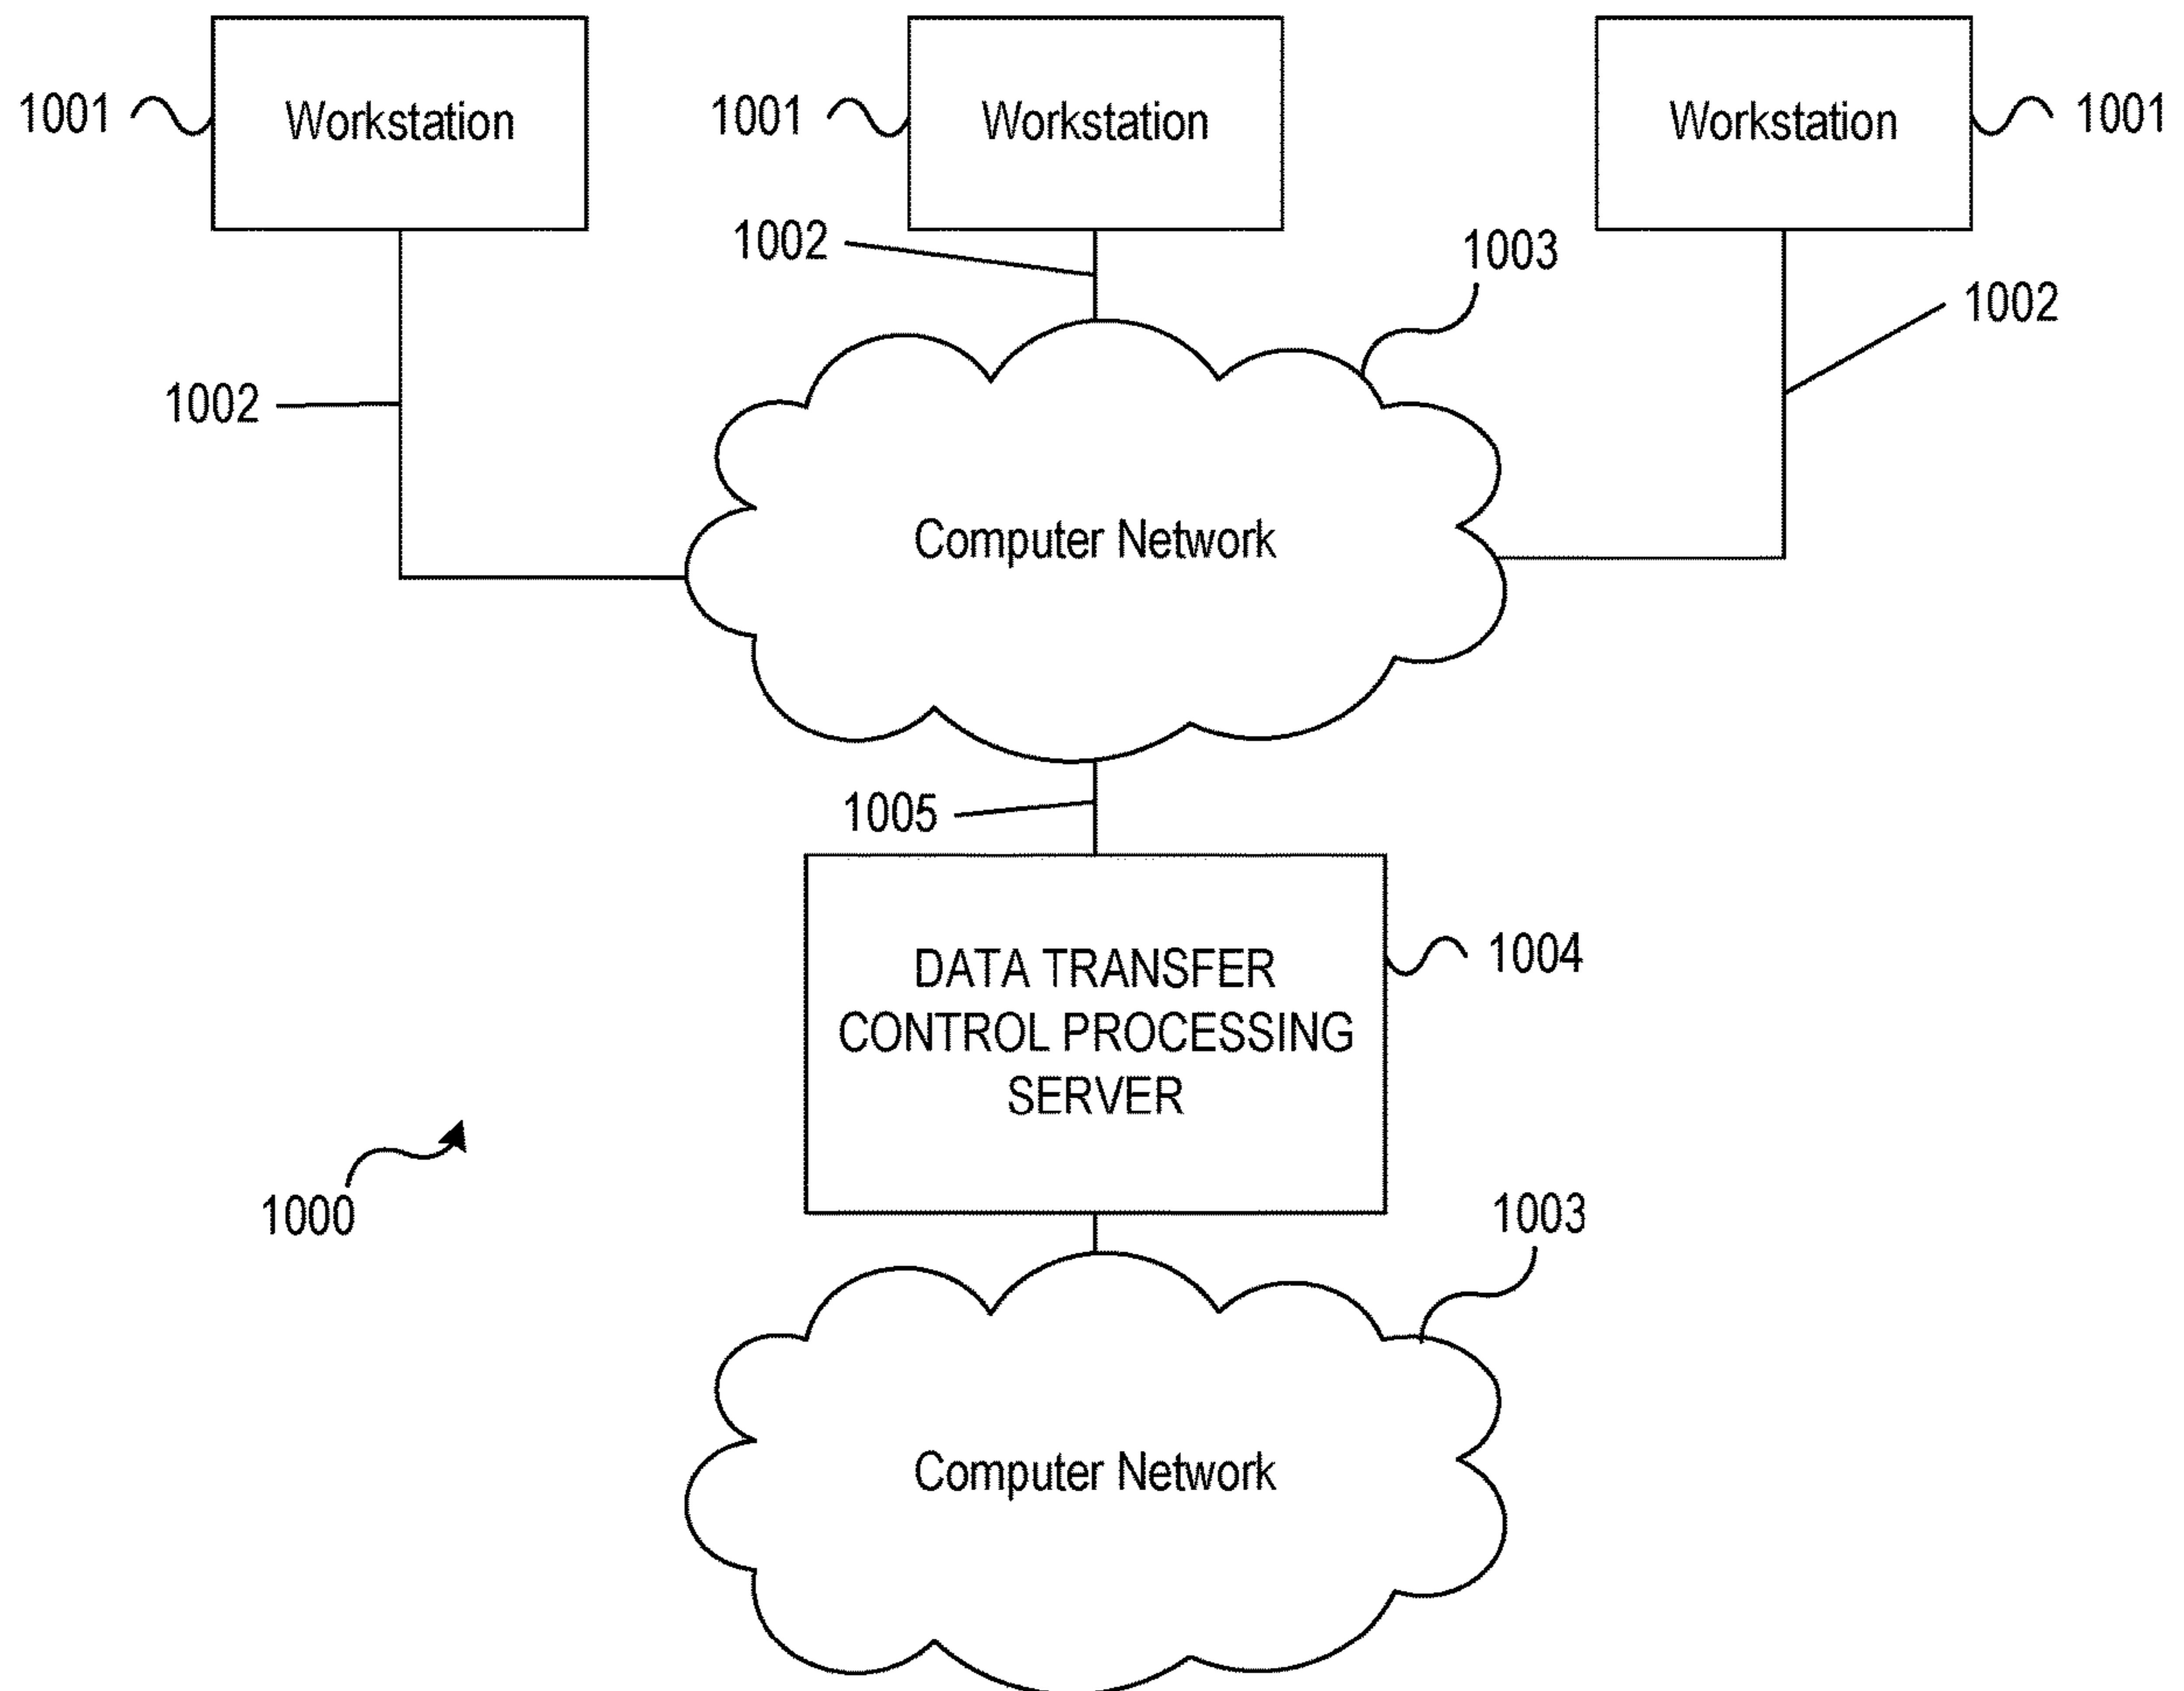 1001
Workstation
1001
Workstation
Workstation
1001
1002
1003
1002
1002
Computer Network
1005
DATA TRANSFER
CONTROL PROCESSING
SERVER
1004
1000
1003
Computer Network